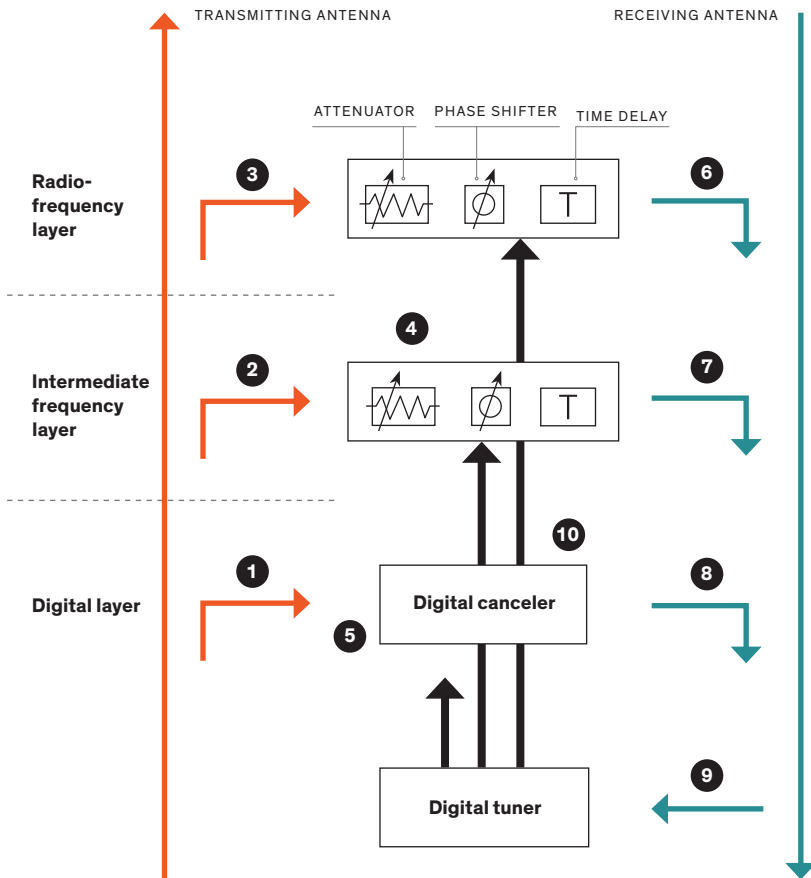 TRANSMITTING ANTENNA
RECEIVING ANTENNA
ATTENUATOR
PHASE SHIFTER
TIME DELAY
Radio-
frequency
layer
3
T
6
4
Intermediate
frequency
layer
2
T
7
10
Digital layer
1
Digital canceler
8
5
Digital tuner
9